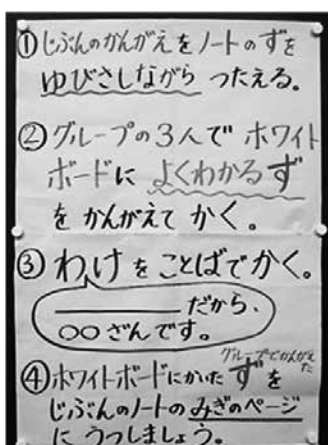 ①じぶんのかんがえをノートのずを
ゆびさしながら つたえる。
②グループの3人で ホワイト
ボードに よくわかるず
を かんがえて かく。
③わけを ことばでかく。
＿＿＿＿だから、
○○ざんです。
グループでかんがえた
④ホワイトボードにかいた ずを
じぶんのノートの みぎのページ
に うつしましょう。